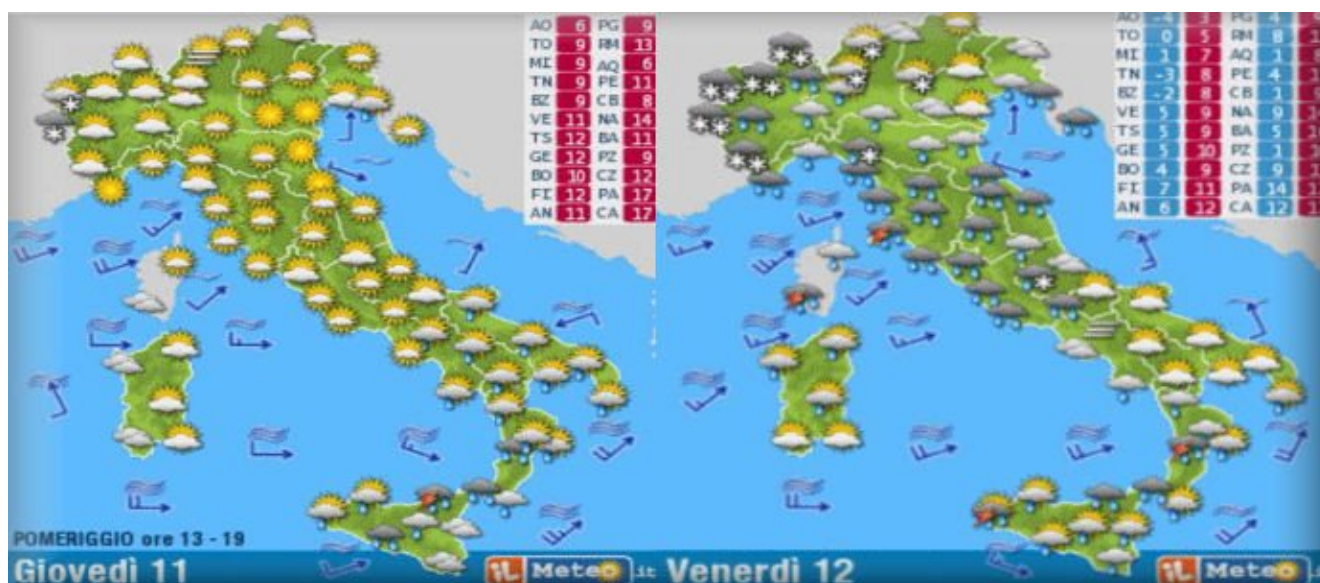 AO 6 PG 9
TO 9 RM 13
MI 9 AQ 6
TN 9 PE 11
BZ 9 CB 8
VE 11 NA 14
TS 12 BA 11
GE 12 PZ 9
BO 10 CZ 12
FI 12 PA 17
AN 11 CA 17
POMERIGGIO ore 13 - 19
Giovedì 11
iL Meteo.it
AO -4 3 PG 4
TO 0 5 RM 8
MI 1 7 AQ 1
TN -3 8 PE 4
BZ -2 8 CB 1
VE 5 9 NA 9
TS 5 9 BA 5
GE 5 10 PZ 1
BO 4 9 CZ 9
FI 7 11 PA 14
AN 6 12 CA 12
Venerdì 12
iL Meteo.it